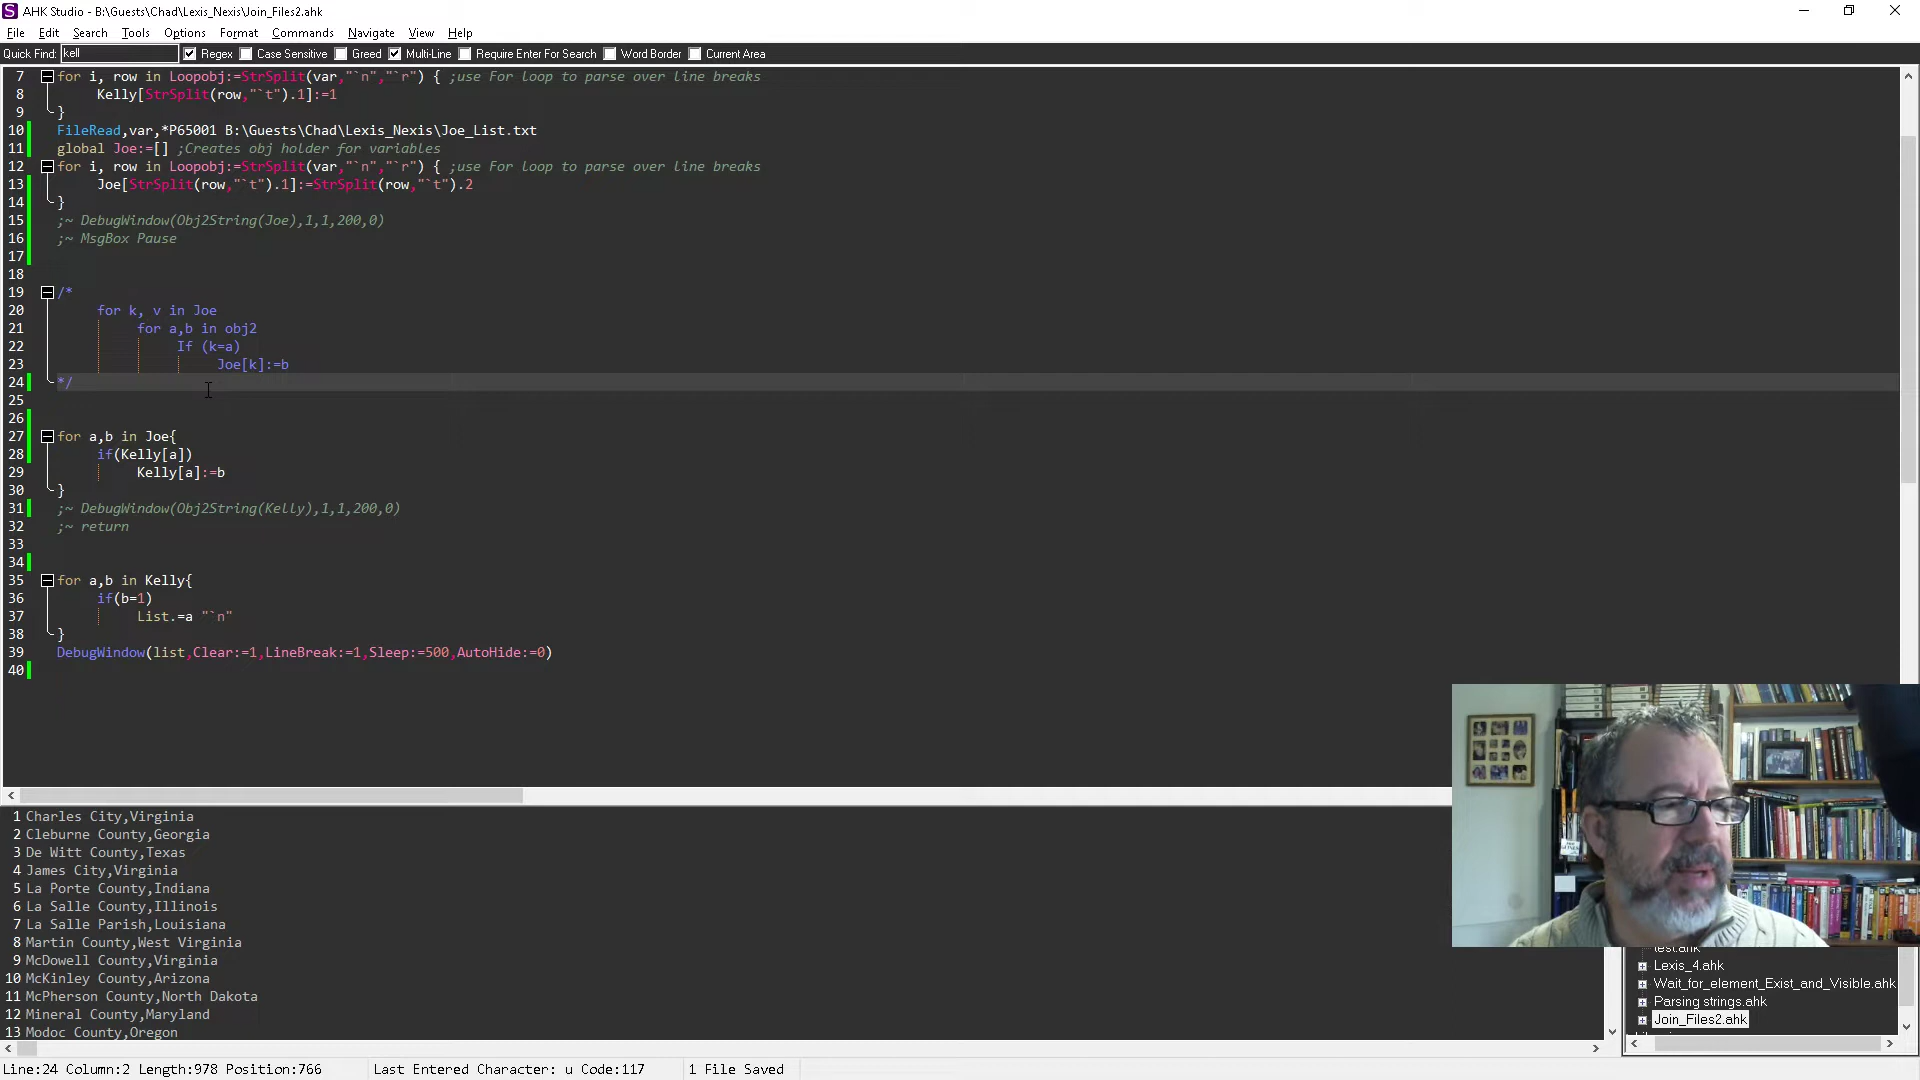 AHK Studio - B:\Guests\Chad\Lexis_Nexis\Join_Files2.ahk
File Edit Search Tools Options Format Commands Navigate View Help
Quick Find: kell Regex Case Sensitive Greed Multi-Line Require Enter For Search Word Border Current Area
7 for i, row in Loopobj:=StrSplit(var,"`n","`r") { ;use For loop to parse over line breaks
8 Kelly[StrSplit(row,"`t").1]:=1
9 }
10 FileRead,var,*P65001 B:\Guests\Chad\Lexis_Nexis\Joe_List.txt
11 global Joe:=[] ;Creates obj holder for variables
12 for i, row in Loopobj:=StrSplit(var,"`n","`r") { ;use For loop to parse over line breaks
13 Joe[StrSplit(row,"`t").1]:=StrSplit(row,"`t").2
14 }
15 ;~ DebugWindow(Obj2String(Joe),1,1,200,0)
16 ;~ MsgBox Pause
17
18
19 /*
20 for k, v in Joe
21 for a,b in obj2
22 If (k=a)
23 Joe[k]:=b
24 */
25
26
27 for a,b in Joe{
28 if(Kelly[a])
29 Kelly[a]:=b
30 }
31 ;~ DebugWindow(Obj2String(Kelly),1,1,200,0)
32 ;~ return
33
34
35 for a,b in Kelly{
36 if(b=1)
37 List.=a "`n"
38 }
39 DebugWindow(list,Clear:=1,LineBreak:=1,Sleep:=500,AutoHide:=0)
40
1 Charles City,Virginia
2 Cleburne County,Georgia
3 De Witt County,Texas
4 James City,Virginia
5 La Porte County,Indiana
6 La Salle County,Illinois
7 La Salle Parish,Louisiana
8 Martin County,West Virginia
9 McDowell County,Virginia
10 McKinley County,Arizona
11 McPherson County,North Dakota
12 Mineral County,Maryland
13 Modoc County,Oregon
test.ahk
Lexis_4.ahk
Wait_for_element_Exist_and_Visible.ahk
Parsing strings.ahk
Join_Files2.ahk
Line:24 Column:2 Length:978 Position:766 Last Entered Character: u Code:117 1 File Saved